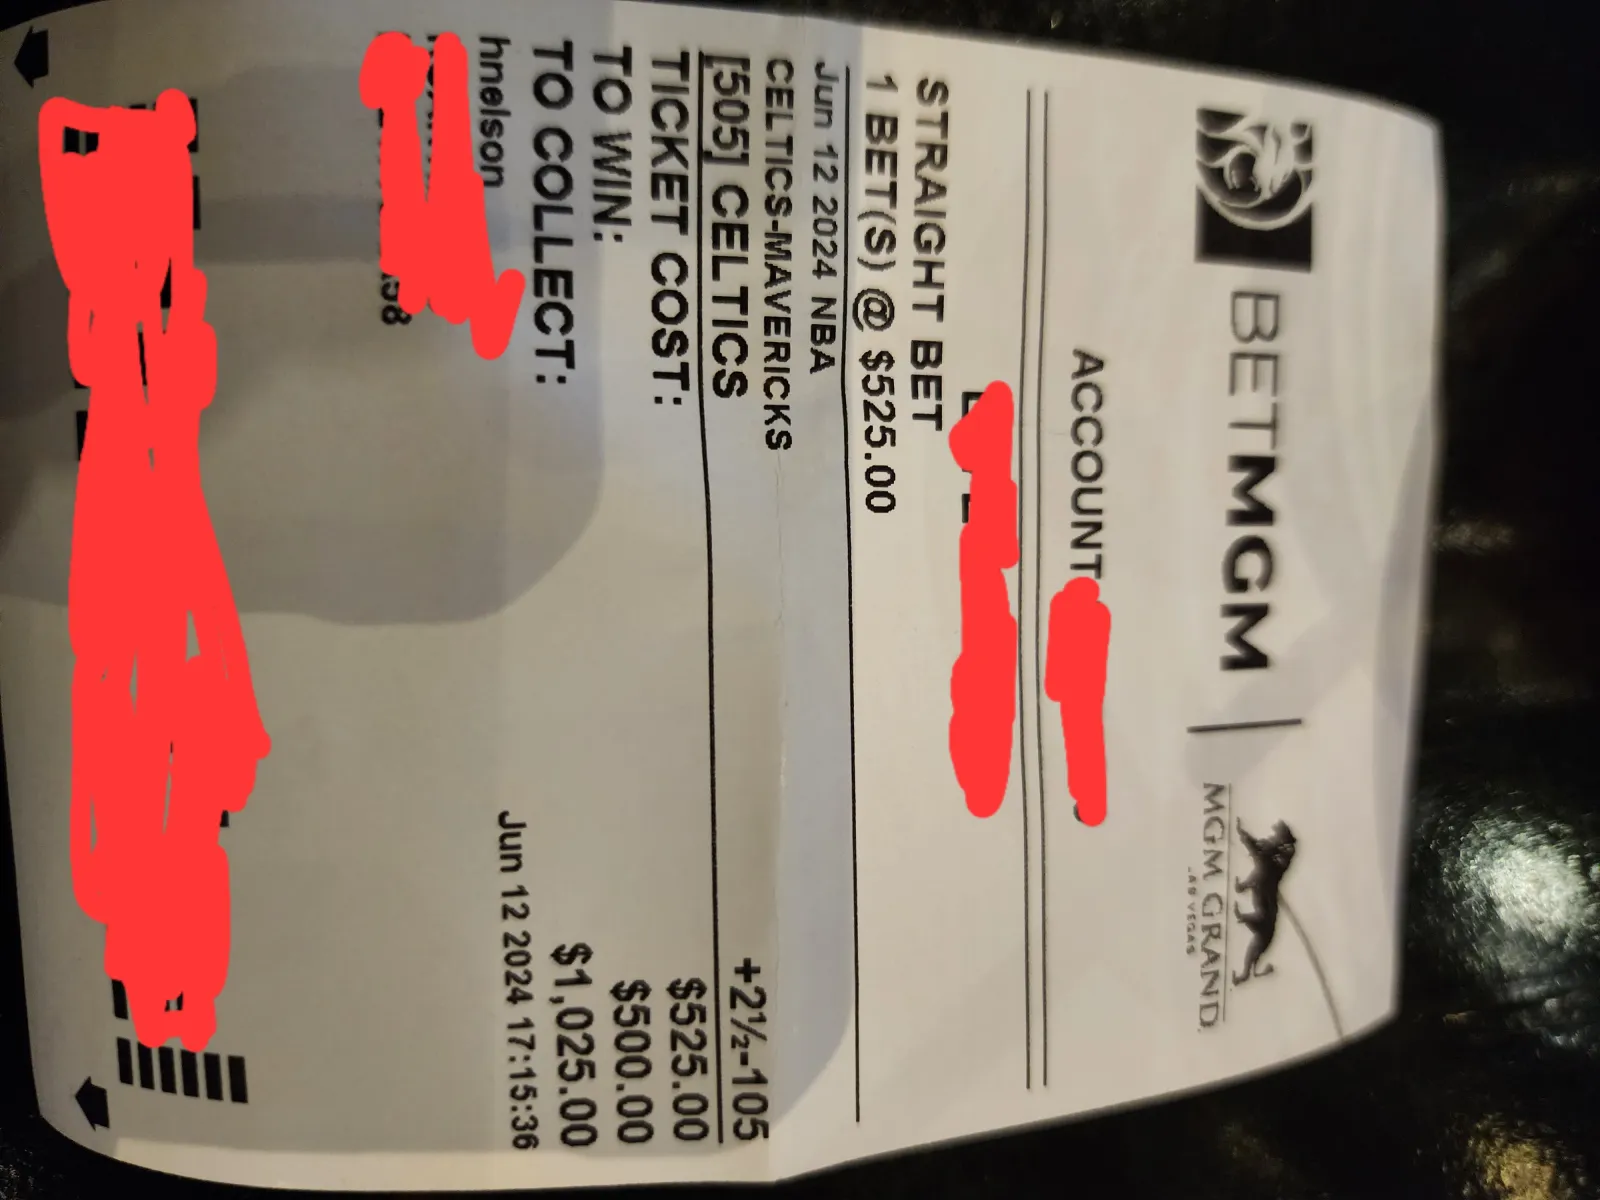 BETMGM | MGM GRAND.
LAS VEGAS
ACCOUNT
STRAIGHT BET
1 BET(S) @ $525.00
Jun 12 2024 NBA
CELTICS-MAVERICKS
[505] CELTICS +2½-105
TICKET COST: $525.00
TO WIN: $500.00
TO COLLECT: $1,025.00
hnelson Jun 12 2024 17:15:36